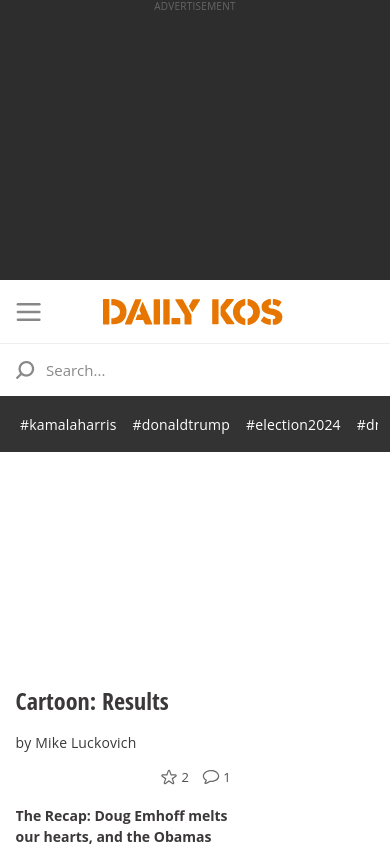 ADVERTISEMENT
DAILY KOS
Search...
#kamalaharris #donaldtrump #election2024
Cartoon: Results
by Mike Luckovich
2 1
The Recap: Doug Emhoff melts
our hearts, and the Obamas